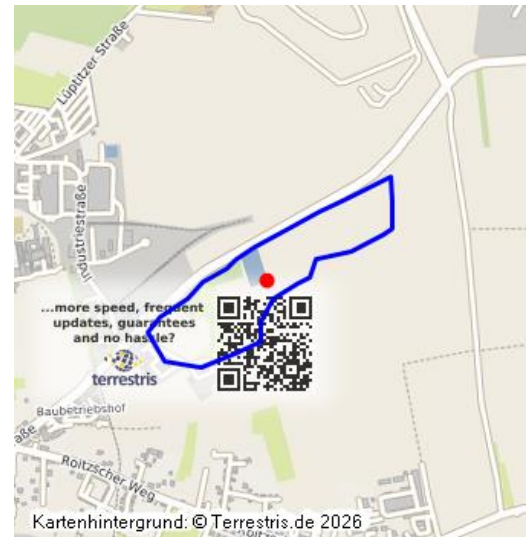 Lüptitzer Straße
Industriestraße
...more speed, frequent
updates, guarantees
and no hassle?
terrestris
Baubetriebshof
aße
Roitzscher Weg
Kartenhintergrund: © Terrestris.de 2026